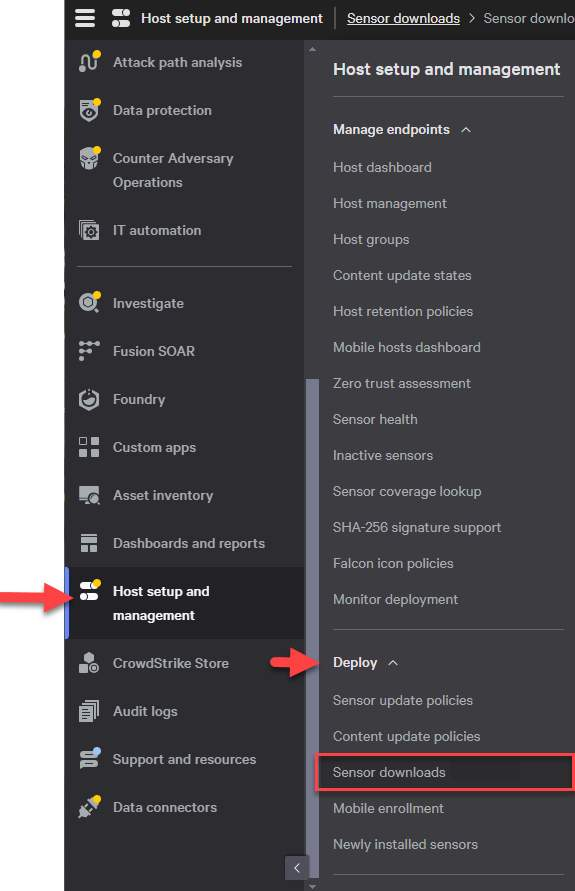 Host setup and management
Sensor downloads > Sensor downlo
Attack path analysis
Data protection
Counter Adversary
Operations
IT automation
Investigate
Fusion SOAR
Foundry
Custom apps
Asset inventory
Dashboards and reports
Host setup and
management
CrowdStrike Store
Audit logs
Support and resources
Data connectors
Host setup and management
Manage endpoints
Host dashboard
Host management
Host groups
Content update states
Host retention policies
Mobile hosts dashboard
Zero trust assessment
Sensor health
Inactive sensors
Sensor coverage lookup
SHA-256 signature support
Falcon icon policies
Monitor deployment
Deploy
Sensor update policies
Content update policies
Sensor downloads
Mobile enrollment
Newly installed sensors